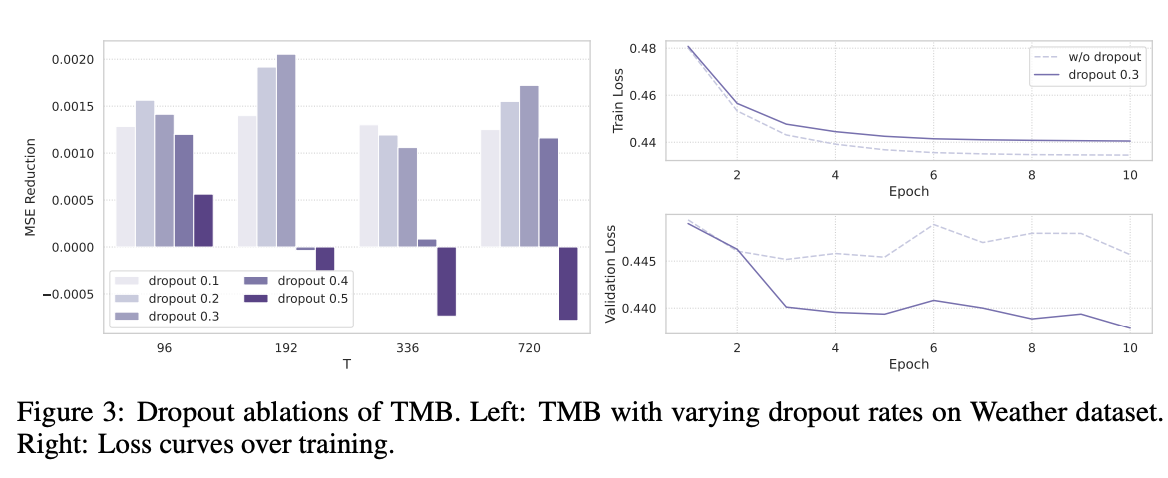 MSE Reduction
0.0020
0.0015
0.0010
0.0005
0.0000
−0.0005
dropout 0.1
dropout 0.2
dropout 0.3
dropout 0.4
dropout 0.5
96 192 336 720
T
Train Loss
0.48
0.46
0.44
w/o dropout
dropout 0.3
2 4 6 8 10
Epoch
Validation Loss
0.445
0.440
2 4 6 8 10
Epoch
Figure 3: Dropout ablations of TMB. Left: TMB with varying dropout rates on Weather dataset.
Right: Loss curves over training.